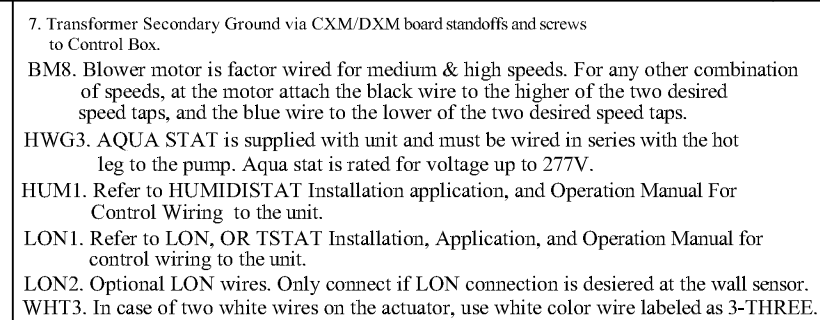 7. Transformer Secondary Ground via CXM/DXM board standoffs and screws
to Control Box.
BM8. Blower motor is factor wired for medium & high speeds. For any other combination
of speeds, at the motor attach the black wire to the higher of the two desired
speed taps, and the blue wire to the lower of the two desired speed taps.
HWG3. AQUA STAT is supplied with unit and must be wired in series with the hot
leg to the pump. Aqua stat is rated for voltage up to 277V.
HUM1. Refer to HUMIDISTAT Installation application, and Operation Manual For
Control Wiring to the unit.
LON1. Refer to LON, OR TSTAT Installation, Application, and Operation Manual for
control wiring to the unit.
LON2. Optional LON wires. Only connect if LON connection is desiered at the wall sensor.
WHT3. In case of two white wires on the actuator, use white color wire labeled as 3-THREE.